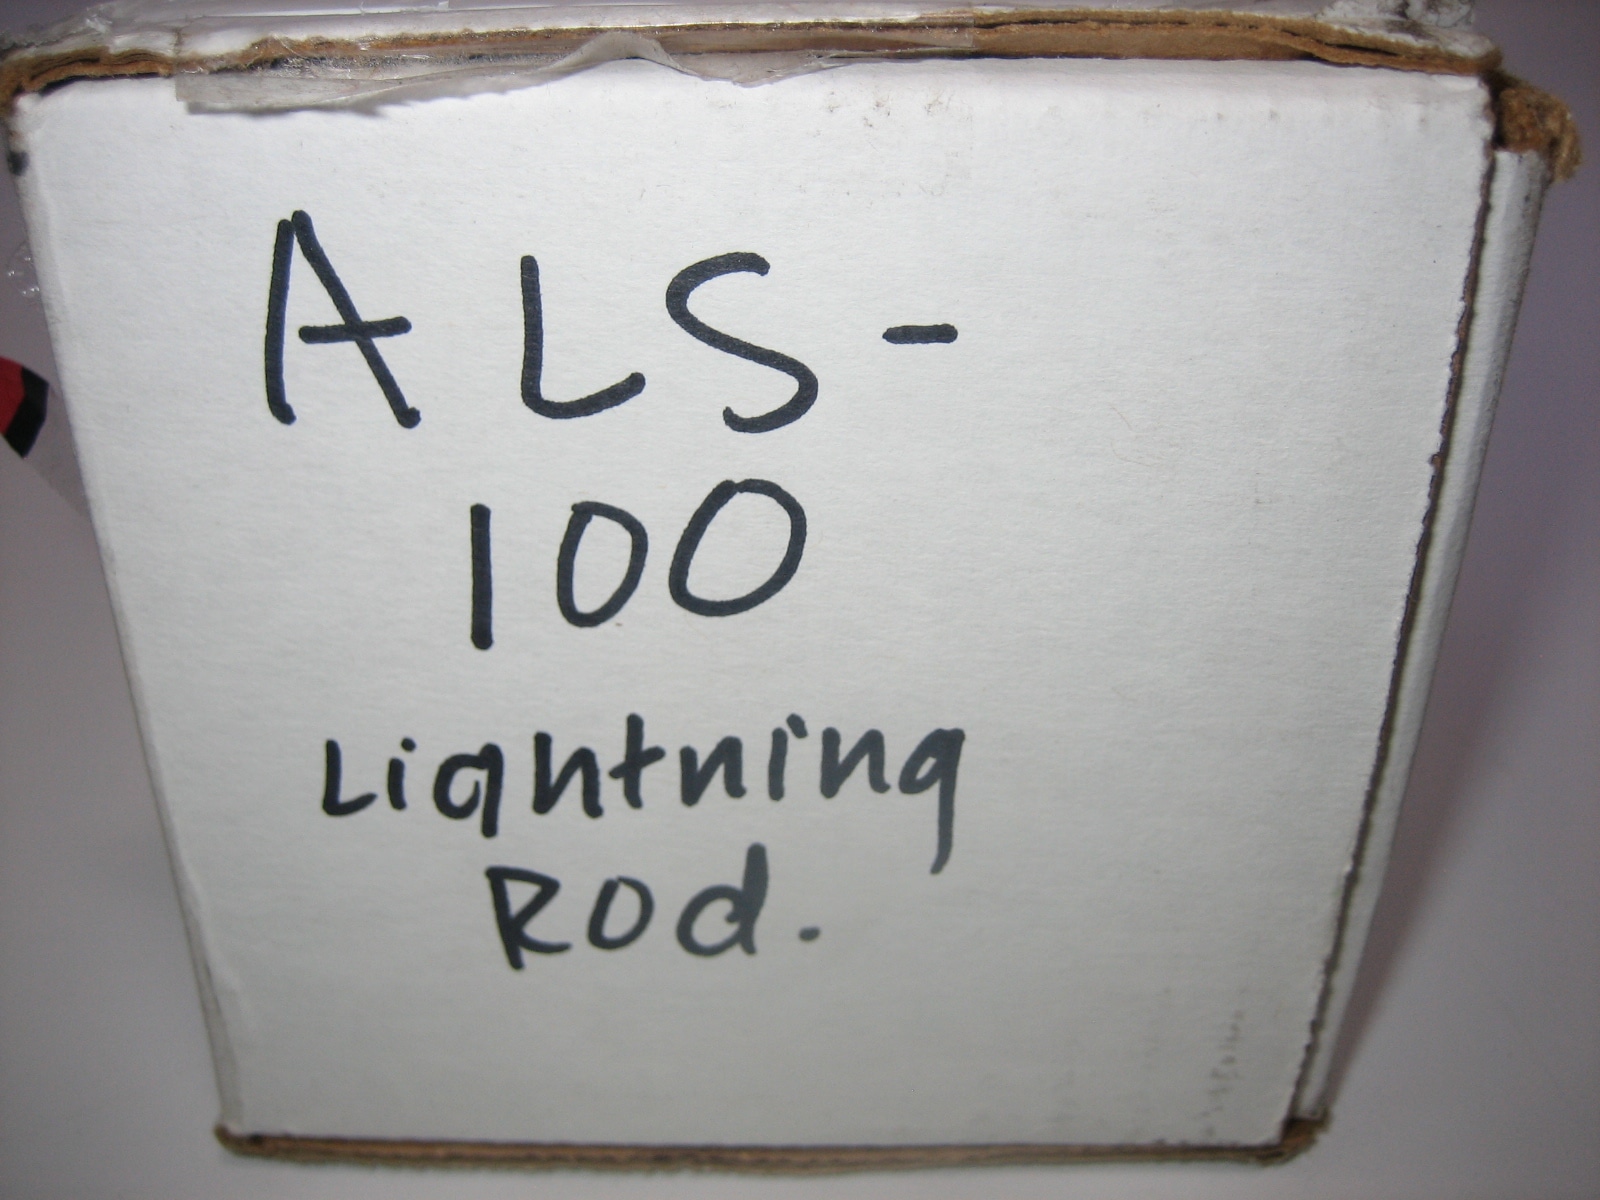 ALS-
100
Lightning
Rod.